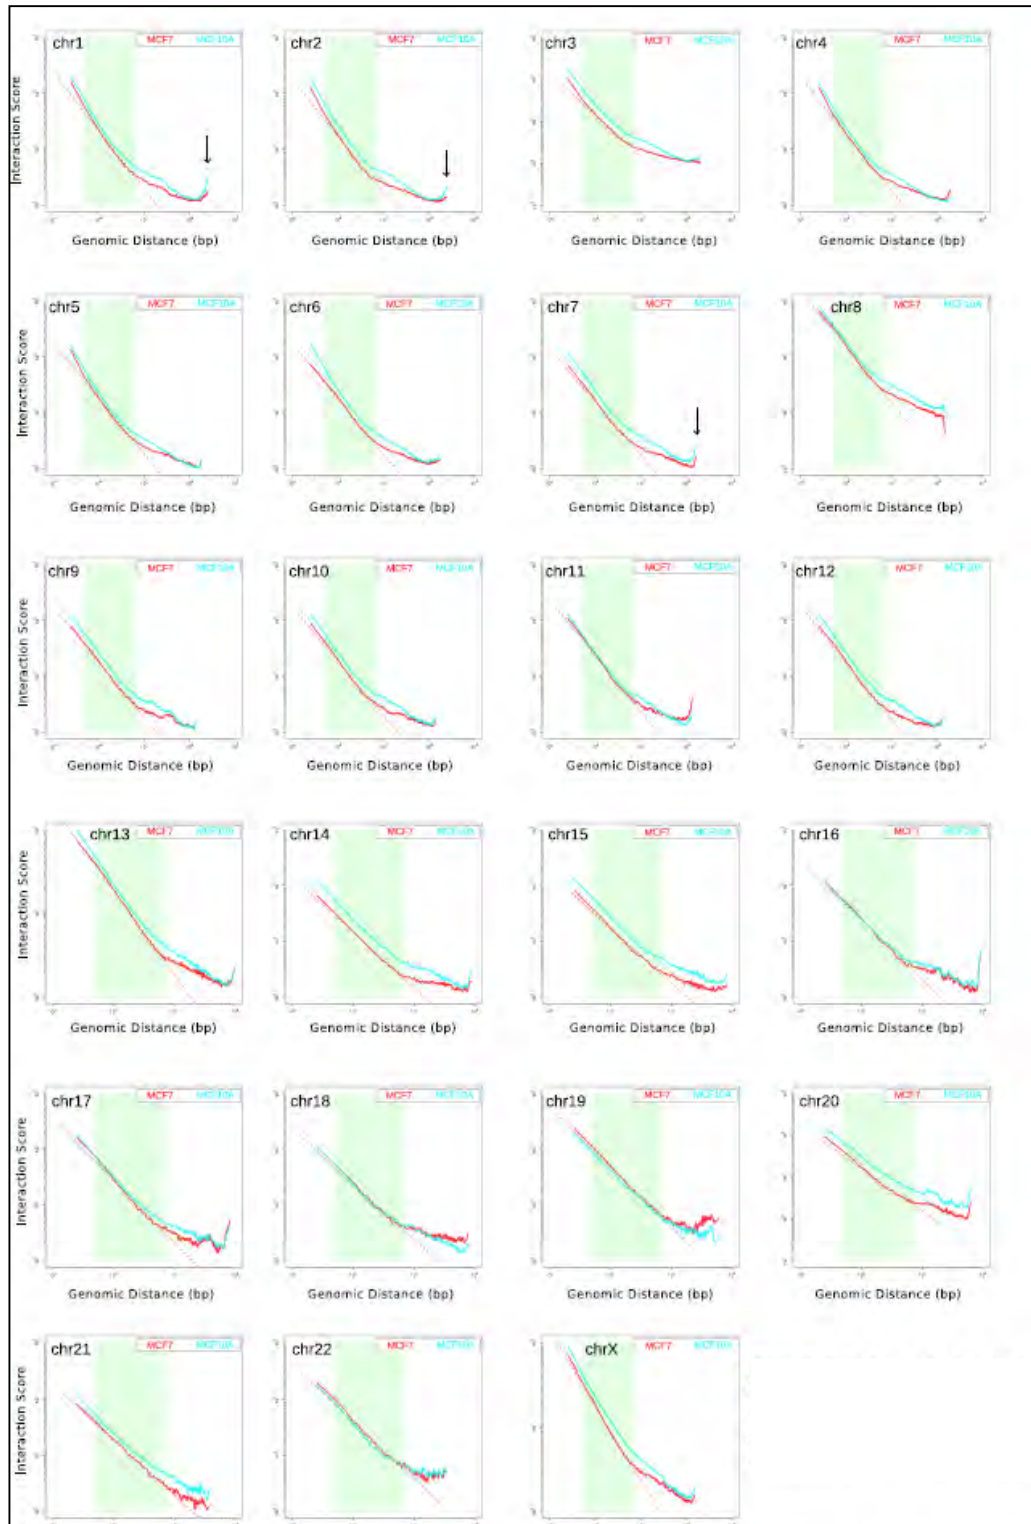 chr1 MCF7 MCF10A
chr2 MCF7 MCF10A
chr3 MCF7 MCF10A
chr4 MCF7 MCF10A
Interaction Score
Genomic Distance (bp) Genomic Distance (bp) Genomic Distance (bp) Genomic Distance (bp)
chr5 MCF7 MCF10A
chr6 MCF7 MCF10A
chr7 MCF7 MCF10A
chr8 MCF7 MCF10A
Interaction Score
Genomic Distance (bp) Genomic Distance (bp) Genomic Distance (bp) Genomic Distance (bp)
chr9 MCF7 MCF10A
chr10 MCF7 MCF10A
chr11 MCF7 MCF10A
chr12 MCF7 MCF10A
Interaction Score
Genomic Distance (bp) Genomic Distance (bp) Genomic Distance (bp) Genomic Distance (bp)
chr13 MCF7 MCF10A
chr14 MCF7 MCF10A
chr15 MCF7 MCF10A
chr16 MCF7 MCF10A
Interaction Score
Genomic Distance (bp) Genomic Distance (bp) Genomic Distance (bp) Genomic Distance (bp)
chr17 MCF7 MCF10A
chr18 MCF7 MCF10A
chr19 MCF7 MCF10A
chr20 MCF7 MCF10A
Interaction Score
Genomic Distance (bp) Genomic Distance (bp) Genomic Distance (bp) Genomic Distance (bp)
chr21 MCF7 MCF10A
chr22 MCF7 MCF10A
chrX MCF7 MCF10A
Interaction Score